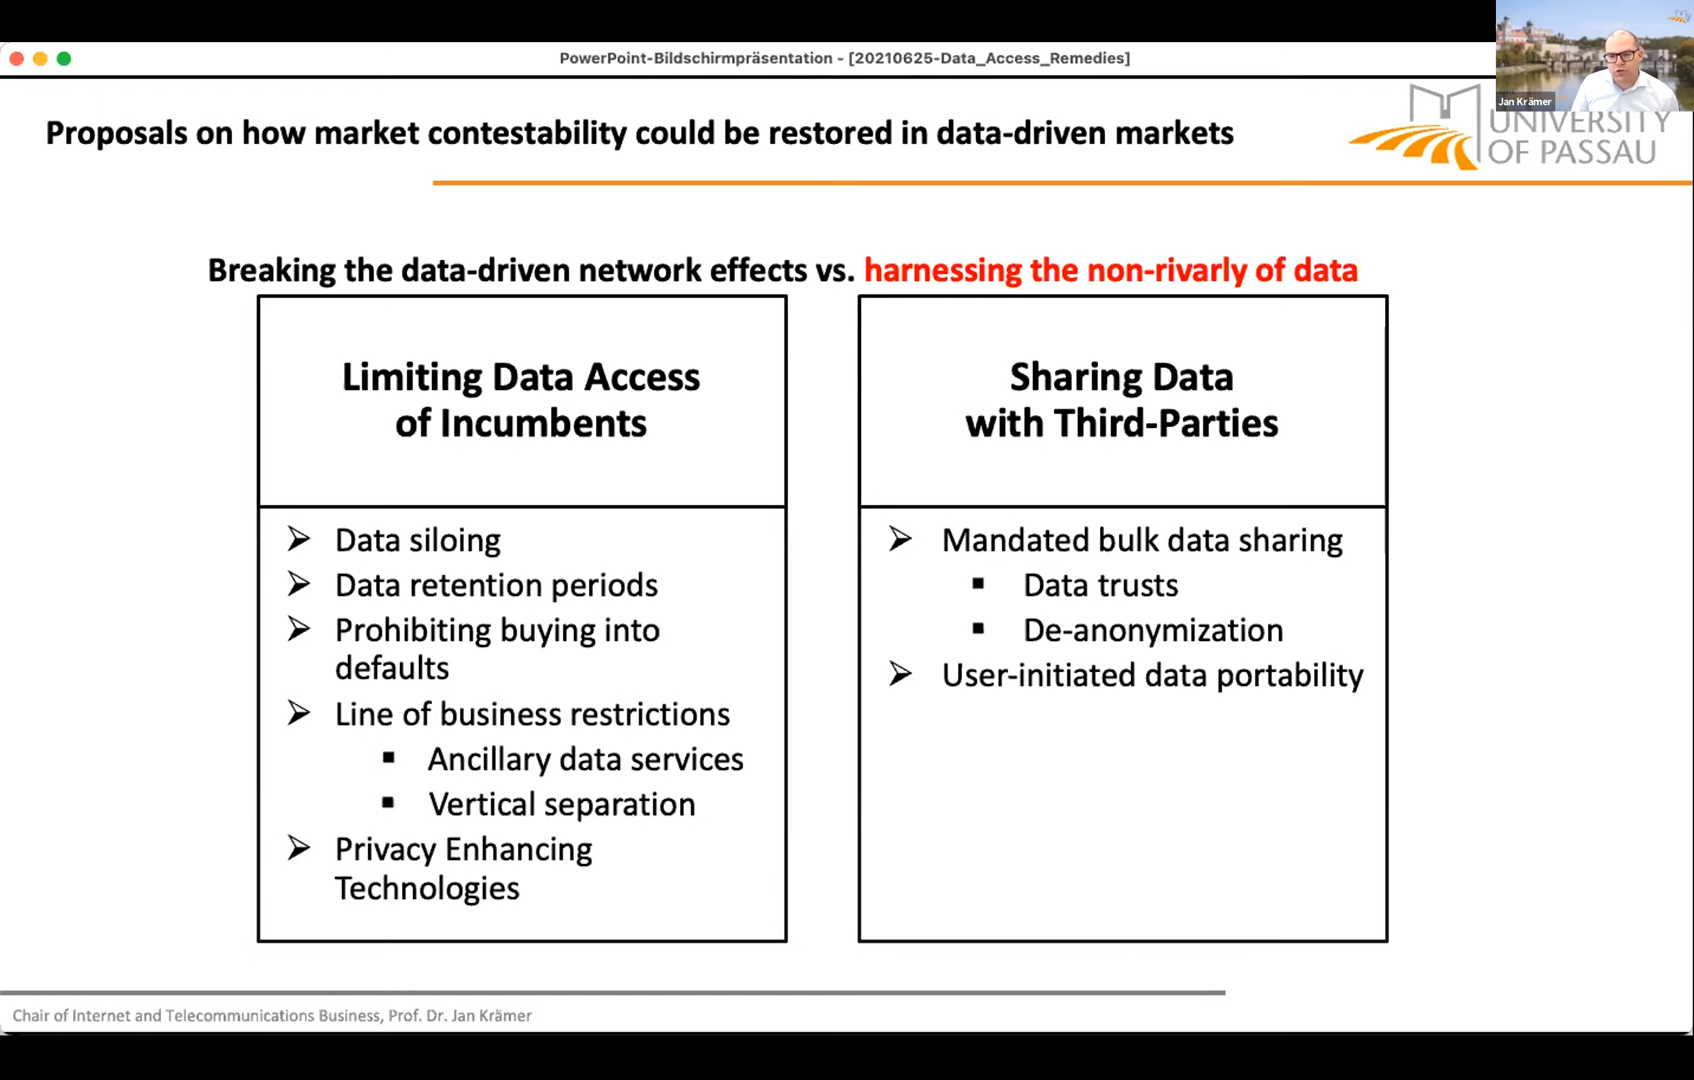 PowerPoint-Bildschirmpräsentation - [20210625-Data_Access_Remedies]
Jan Krämer
Proposals on how market contestability could be restored in data-driven markets
UNIVERSITY
OF PASSAU
Breaking the data-driven network effects vs. harnessing the non-rivarly of data
Limiting Data Access
of Incumbents
Data siloing
Data retention periods
Prohibiting buying into
defaults
Line of business restrictions
Ancillary data services
Vertical separation
Privacy Enhancing
Technologies
Sharing Data
with Third-Parties
Mandated bulk data sharing
Data trusts
De-anonymization
User-initiated data portability
Chair of Internet and Telecommunications Business, Prof. Dr. Jan Krämer